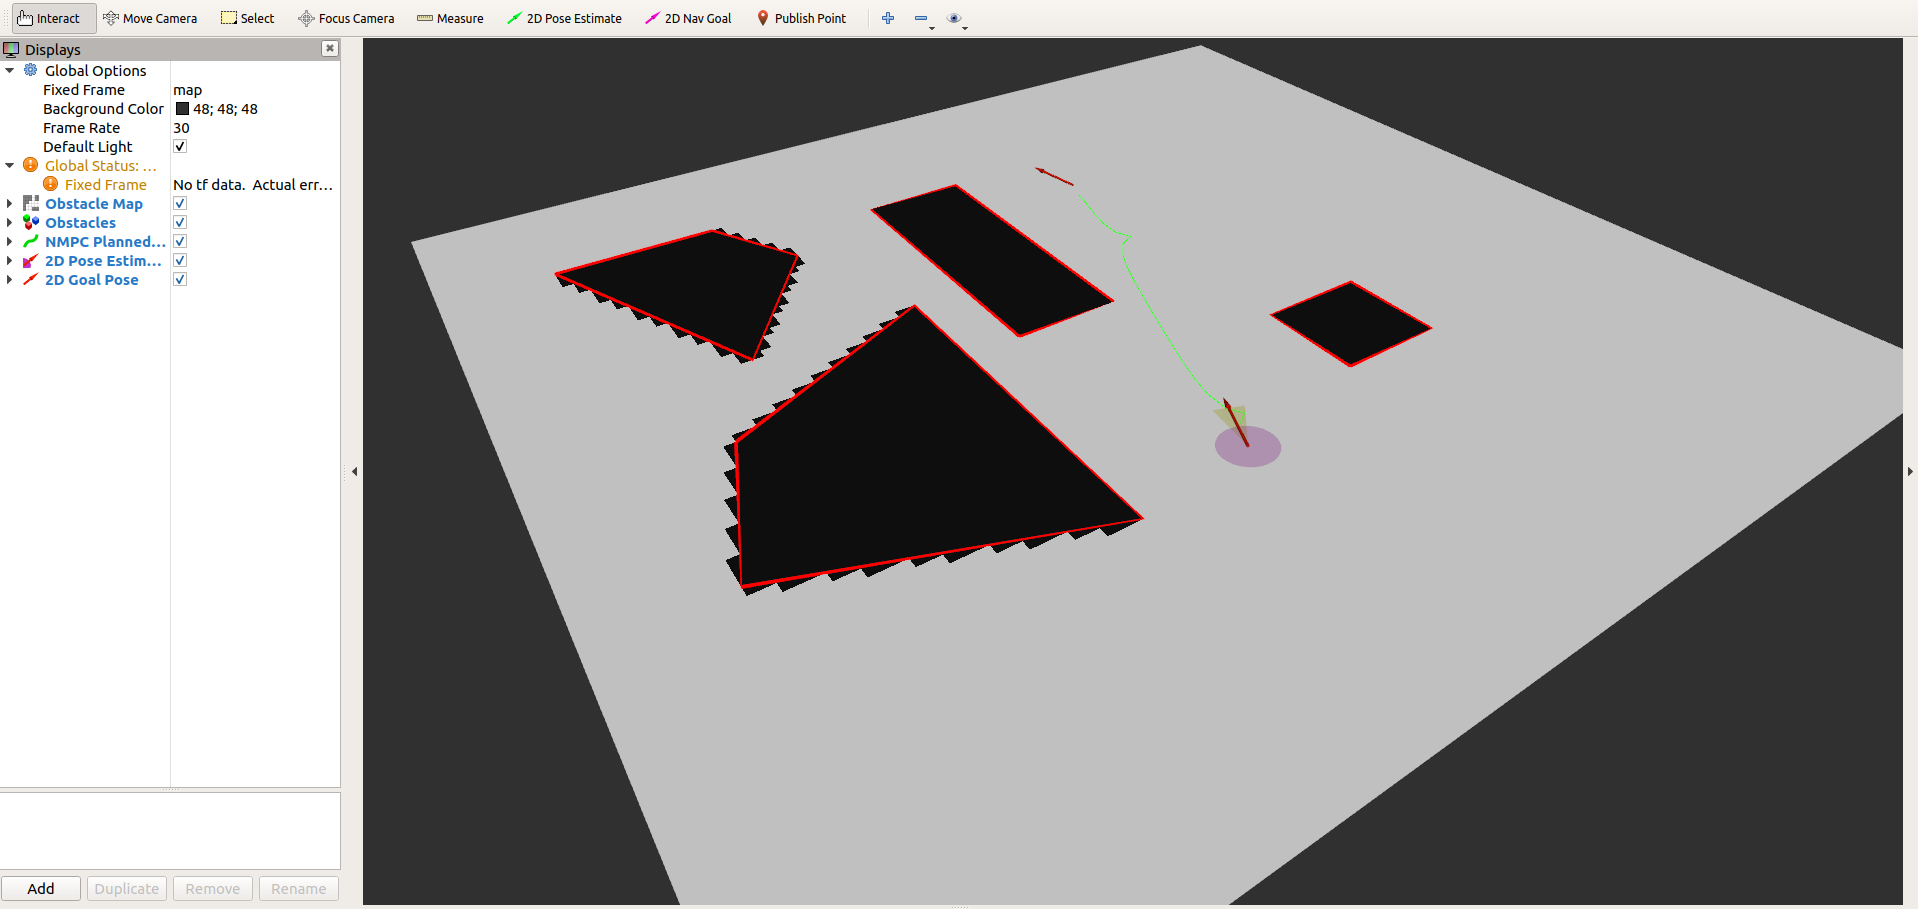 Interact Move Camera Select Focus Camera Measure 2D Pose Estimate 2D Nav Goal Publish Point
Displays
Global Options
Fixed Frame map
Background Color 48; 48; 48
Frame Rate 30
Default Light
Global Status: ...
Fixed Frame No tf data. Actual err...
Obstacle Map
Obstacles
NMPC Planned...
2D Pose Estim...
2D Goal Pose
Add Duplicate Remove Rename